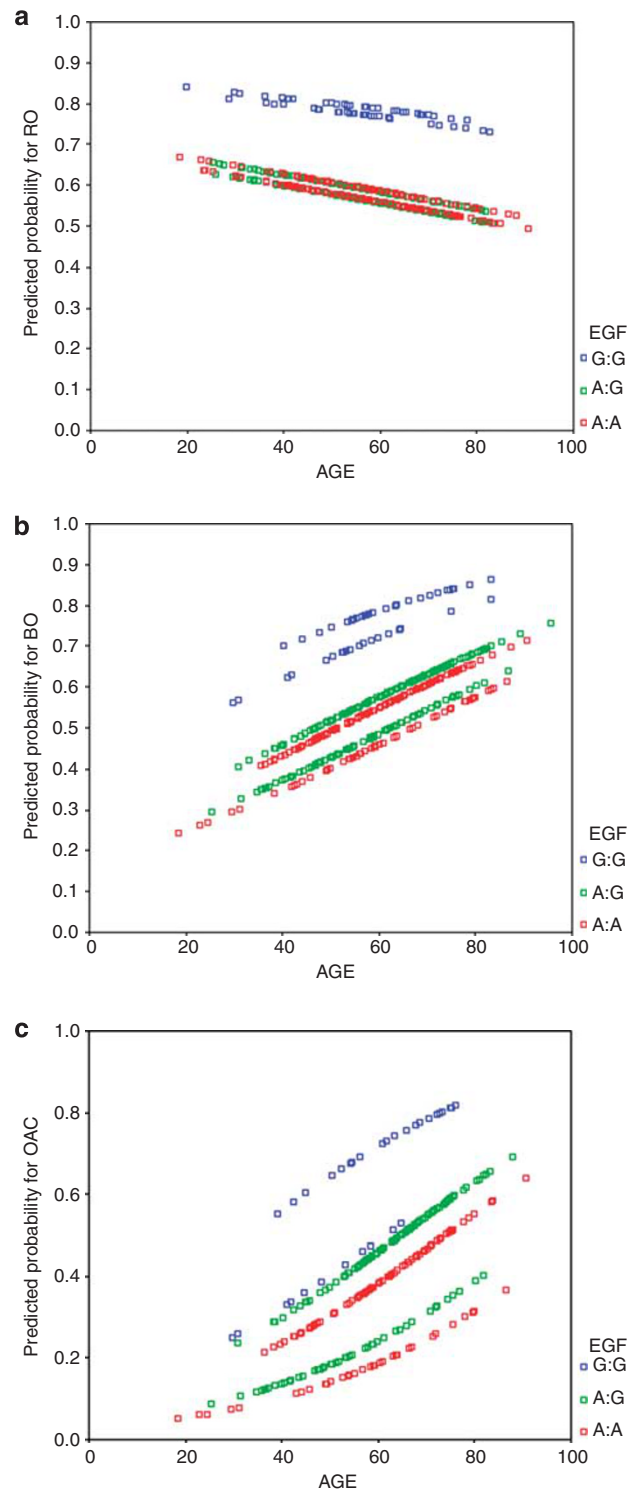 a
1.0
0.9
0.8
0.7
0.6
0.5
0.4
0.3
0.2
0.1
0.0
Predicted probability for RO
0 20 40 60 80 100
AGE
EGF
G:G
A:G
A:A
b
1.0
0.9
0.8
0.7
0.6
0.5
0.4
0.3
0.2
0.1
0.0
Predicted probability for BO
0 20 40 60 80 100
AGE
EGF
G:G
A:G
A:A
c
1.0
0.8
0.6
0.4
0.2
0.0
Predicted probability for OAC
0 20 40 60 80 100
AGE
EGF
G:G
A:G
A:A